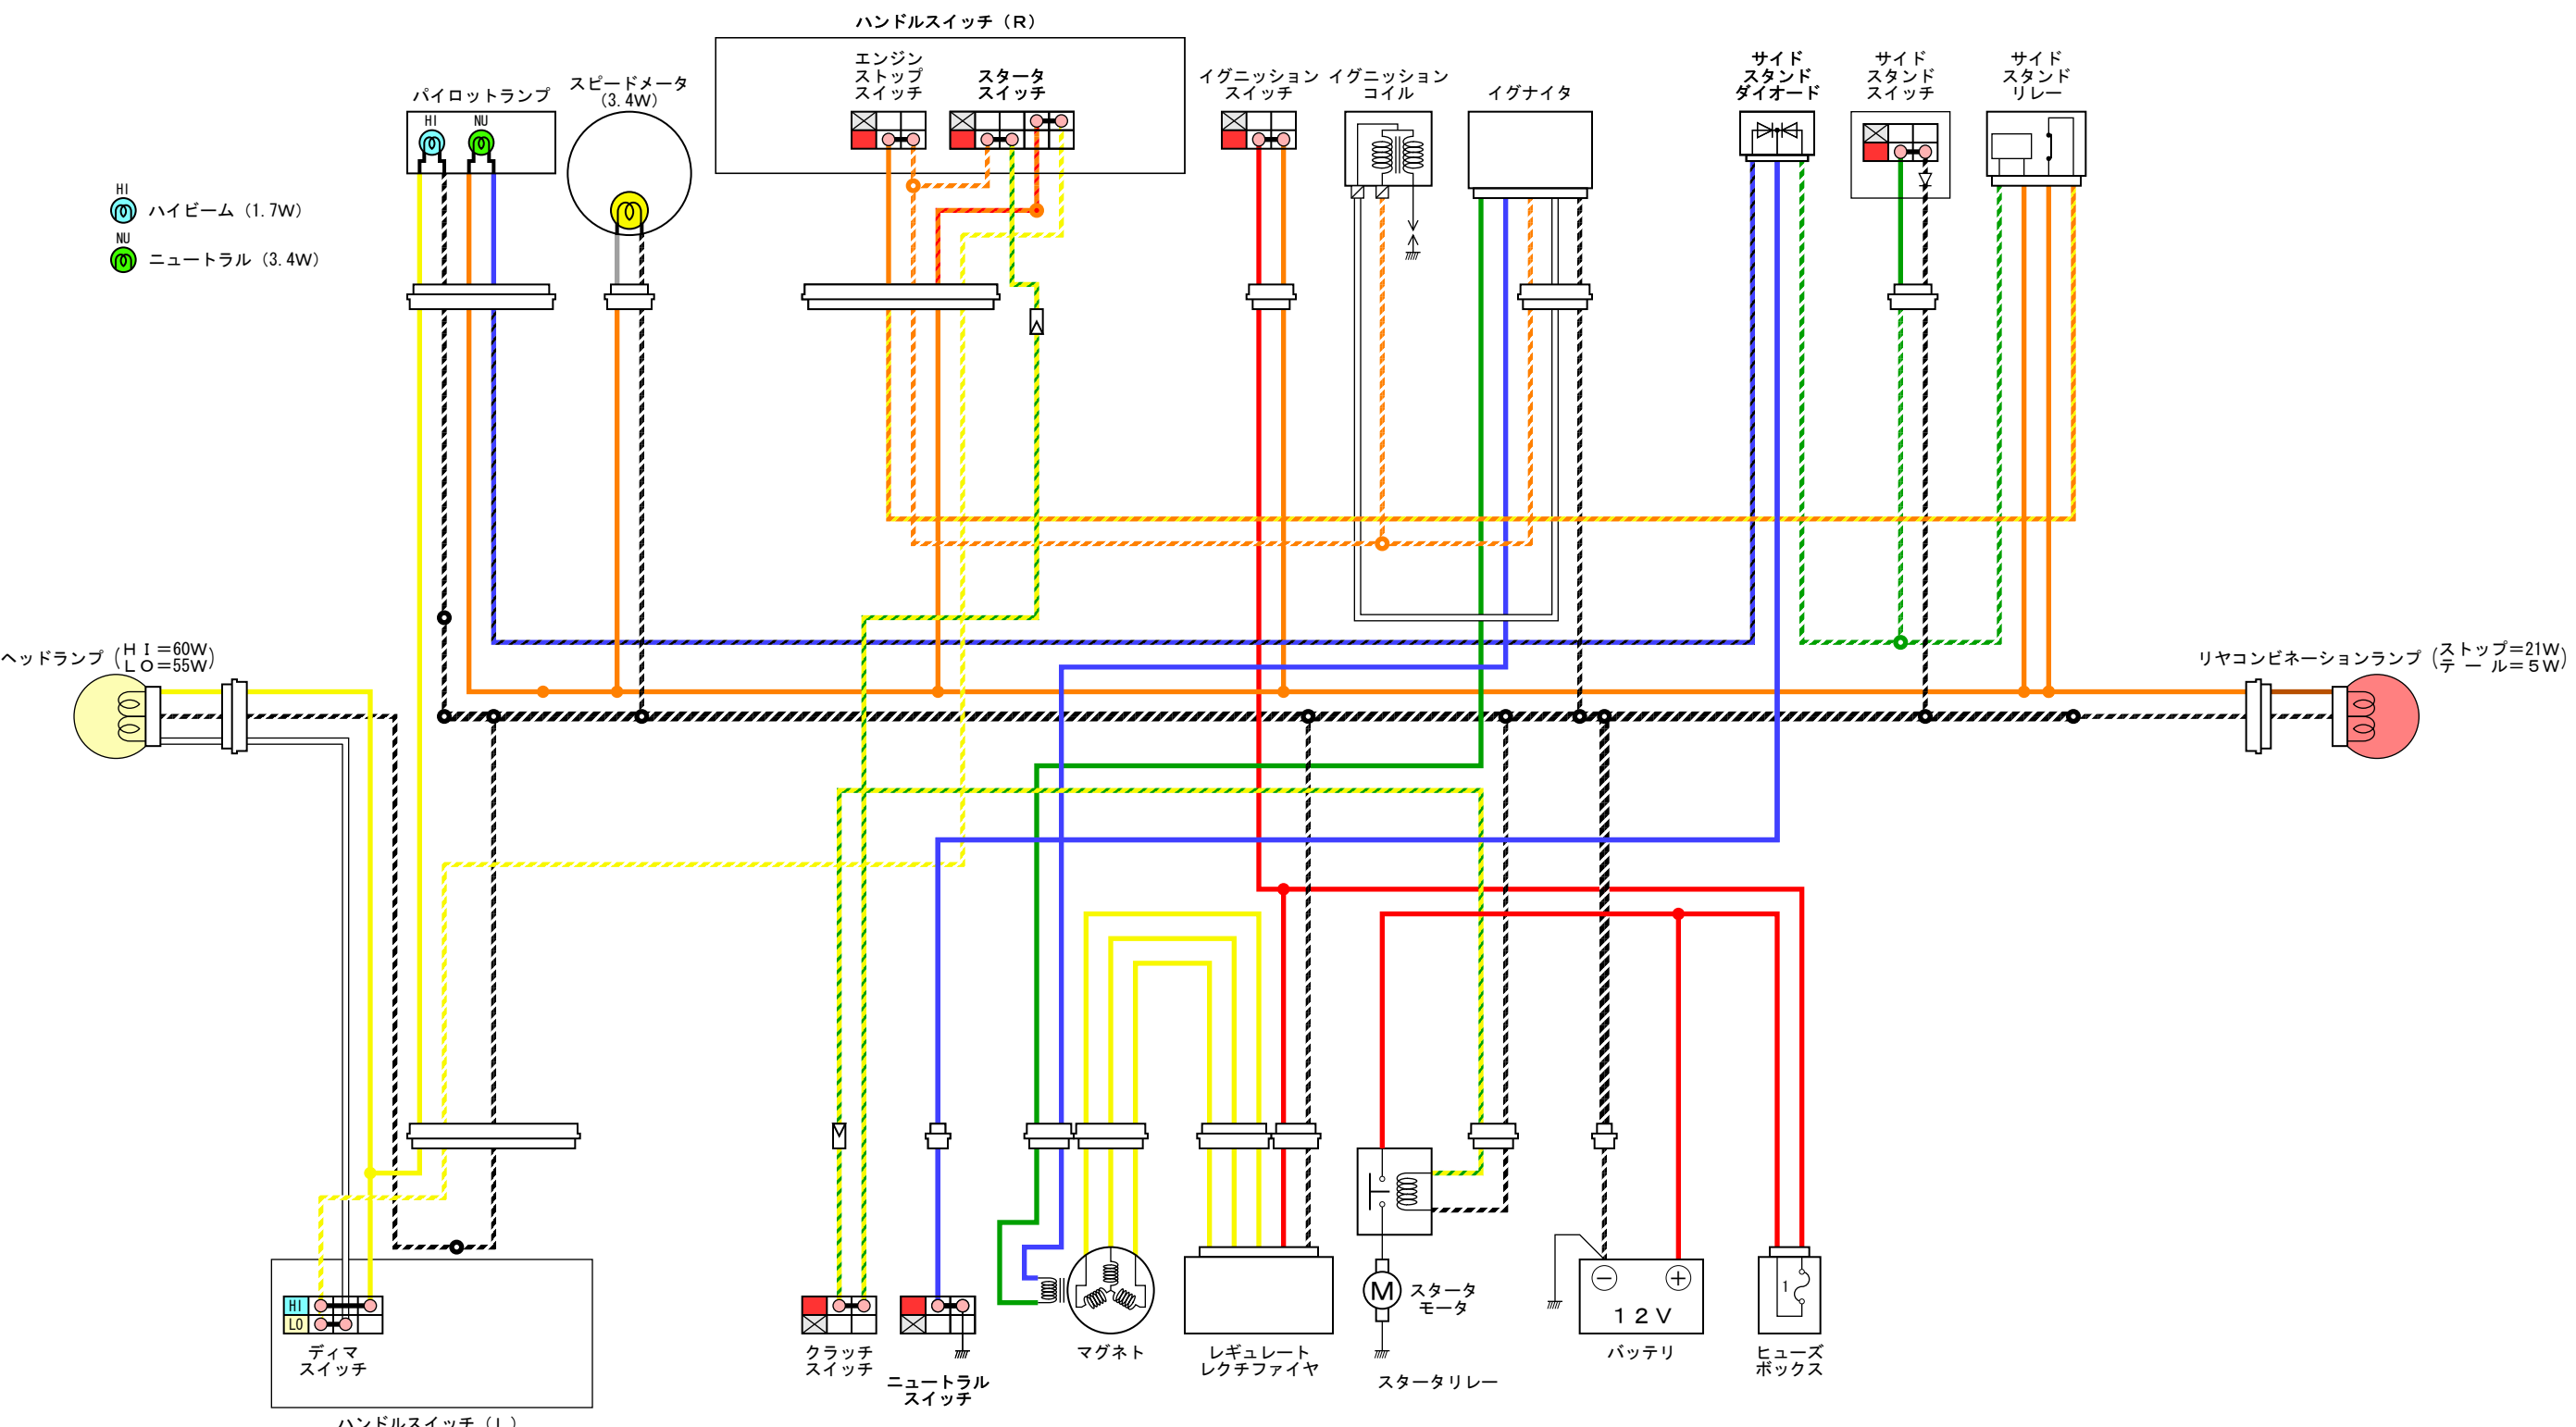 ハンドルスイッチ（R）
パイロットランプ
HI
NU
スピードメータ
(3.4W)
エンジン
ストップ
スイッチ
スタータ
スイッチ
イグニッション
スイッチ
イグニッション
コイル
イグナイタ
サイド
スタンド
ダイオード
サイド
スタンド
スイッチ
サイド
スタンド
リレー
HI
ハイビーム (1.7W)
NU
ニュートラル (3.4W)
ヘッドランプ
HI=60W
LO=55W
リヤコンビネーションランプ
ストップ=21W
テール=5W
HI
LO
ディマ
スイッチ
ハンドルスイッチ（L）
クラッチ
スイッチ
ニュートラル
スイッチ
マグネト
レギュレート
レクチファイヤ
M
スタータ
モータ
スタータリレー
− +
12V
バッテリ
1
ヒューズ
ボックス